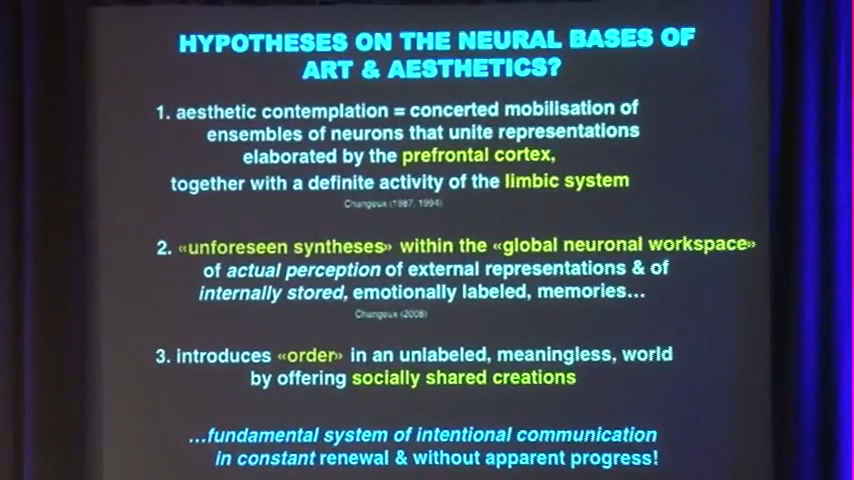 HYPOTHESES ON THE NEURAL BASES OF
ART & AESTHETICS?
1. aesthetic contemplation = concerted mobilisation of
ensembles of neurons that unite representations
elaborated by the prefrontal cortex,
together with a definite activity of the limbic system
Changeux (1987, 1994)
2. «unforeseen syntheses» within the «global neuronal workspace»
of actual perception of external representations & of
internally stored, emotionally labeled, memories...
Changeux (2008)
3. introduces «order» in an unlabeled, meaningless, world
by offering socially shared creations
...fundamental system of intentional communication
in constant renewal & without apparent progress!